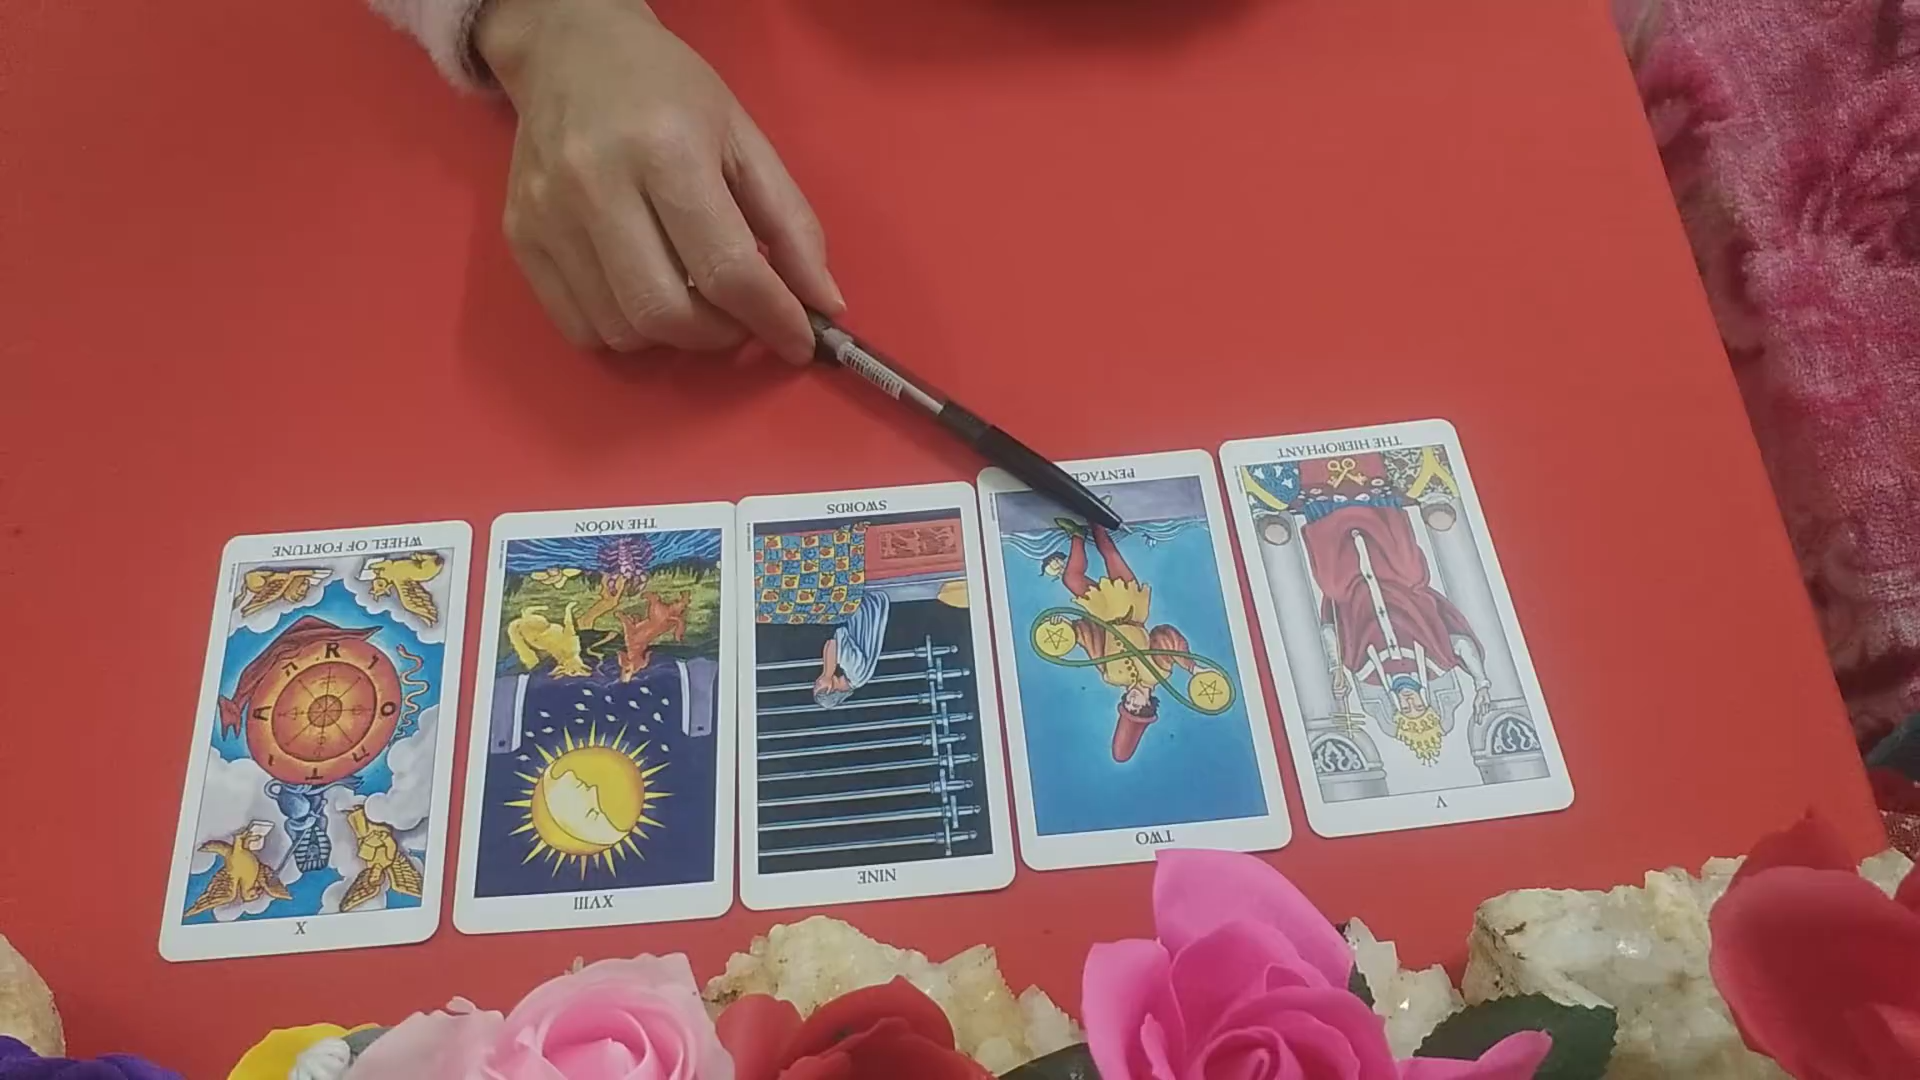 WHEEL OF FORTUNE
X
THE MOON
XVIII
SWORDS
NINE
TWO
THE HIEROPHANT
V